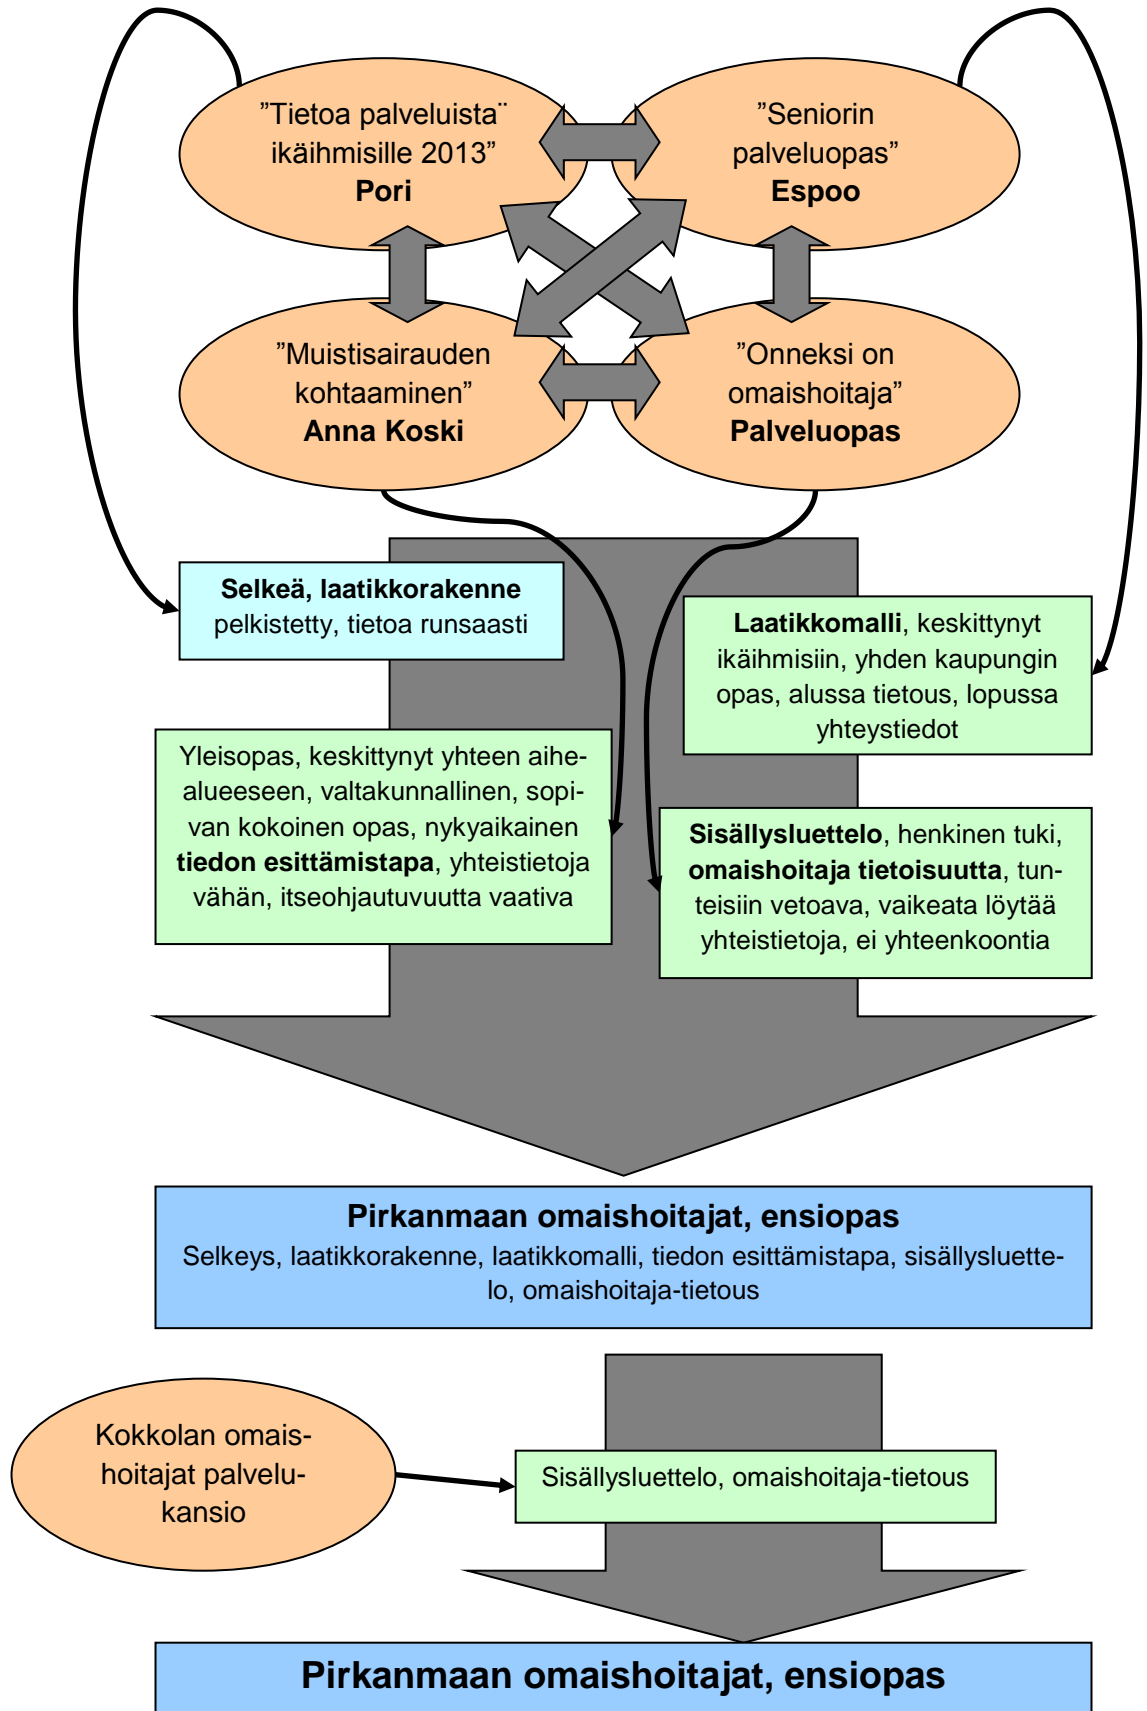 ”Tietoa palveluista¨
ikäihmisille 2013”
Pori
”Seniorin
palveluopas”
Espoo
”Muistisairauden
kohtaaminen”
Anna Koski
”Onneksi on
omaishoitaja”
Palveluopas
Selkeä, laatikkorakenne
pelkistetty, tietoa runsaasti
Laatikkomalli, keskittynyt
ikäihmisiin, yhden kaupungin
opas, alussa tietous, lopussa
yhteystiedot
Yleisopas, keskittynyt yhteen aihe-
alueeseen, valtakunnallinen, sopi-
van kokoinen opas, nykyaikainen
tiedon esittämistapa, yhteistietoja
vähän, itseohjautuvuutta vaativa
Sisällysluettelo, henkinen tuki,
omaishoitaja tietoisuutta, tun-
teisiin vetoava, vaikeata löytää
yhteistietoja, ei yhteenkoontia
Pirkanmaan omaishoitajat, ensiopas
Selkeys, laatikkorakenne, laatikkomalli, tiedon esittämistapa, sisällysluette-
lo, omaishoitaja-tietous
Kokkolan omais-
hoitajat palvelu-
kansio
Sisällysluettelo, omaishoitaja-tietous
Pirkanmaan omaishoitajat, ensiopas